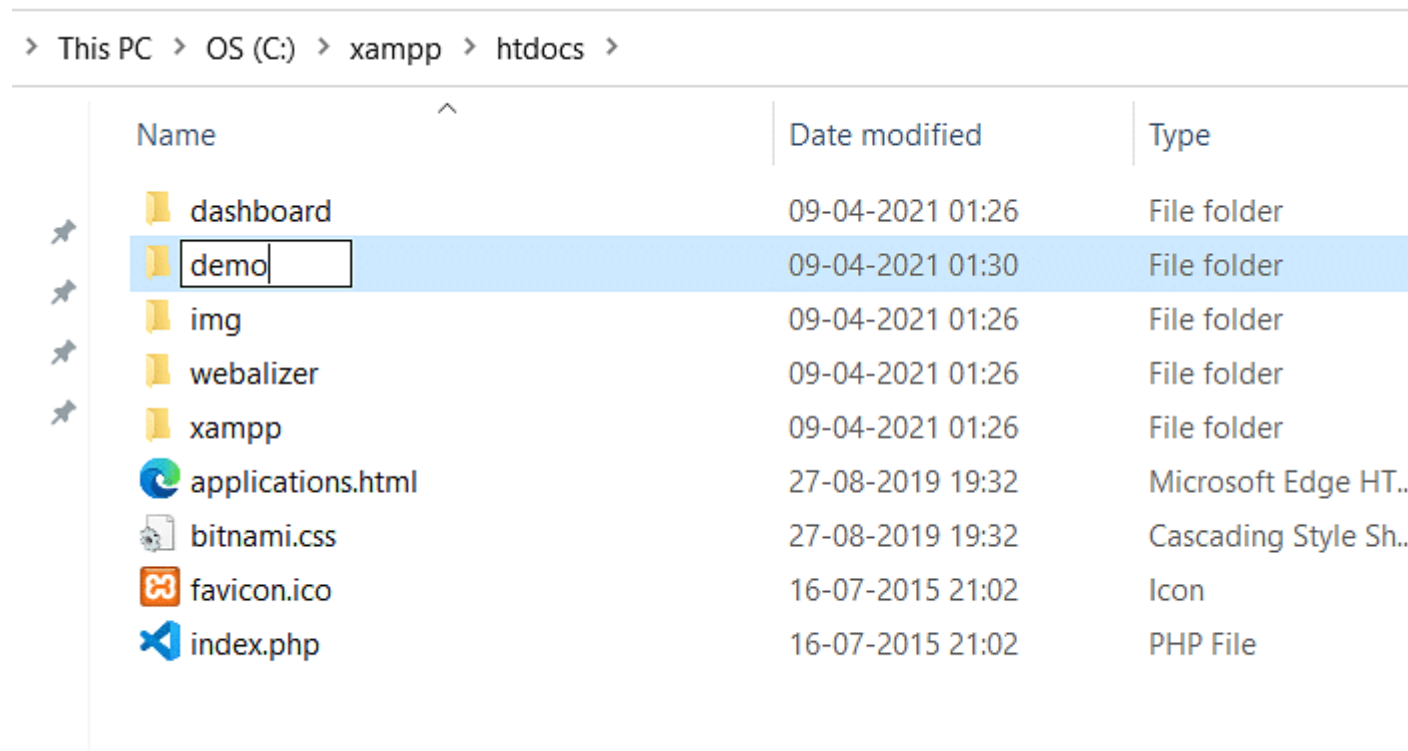 > This PC > OS (C:) > xampp > htdocs >
Name Date modified Type
dashboard 09-04-2021 01:26 File folder
demo 09-04-2021 01:30 File folder
img 09-04-2021 01:26 File folder
webalizer 09-04-2021 01:26 File folder
xampp 09-04-2021 01:26 File folder
applications.html 27-08-2019 19:32 Microsoft Edge HT...
bitnami.css 27-08-2019 19:32 Cascading Style Sh...
favicon.ico 16-07-2015 21:02 Icon
index.php 16-07-2015 21:02 PHP File